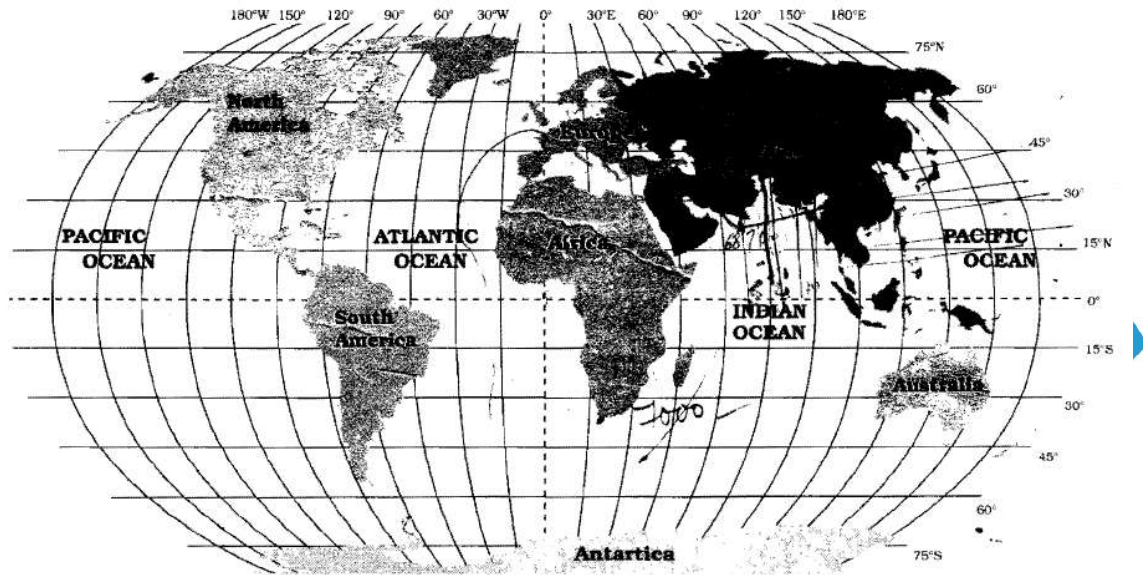 180°W 150° 120° 90° 60° 30°W 0° 30°E 60° 90° 120° 150° 180°E
75°N
60°
North
America
Europ
45°
30°
PACIFIC
OCEAN
ATLANTIC
OCEAN
Africa
PACIFIC
OCEAN
15°N
0°
INDIAN
OCEAN
South
America
15°S
Australia
30°
7000
45°
60°
Antartica
75°S